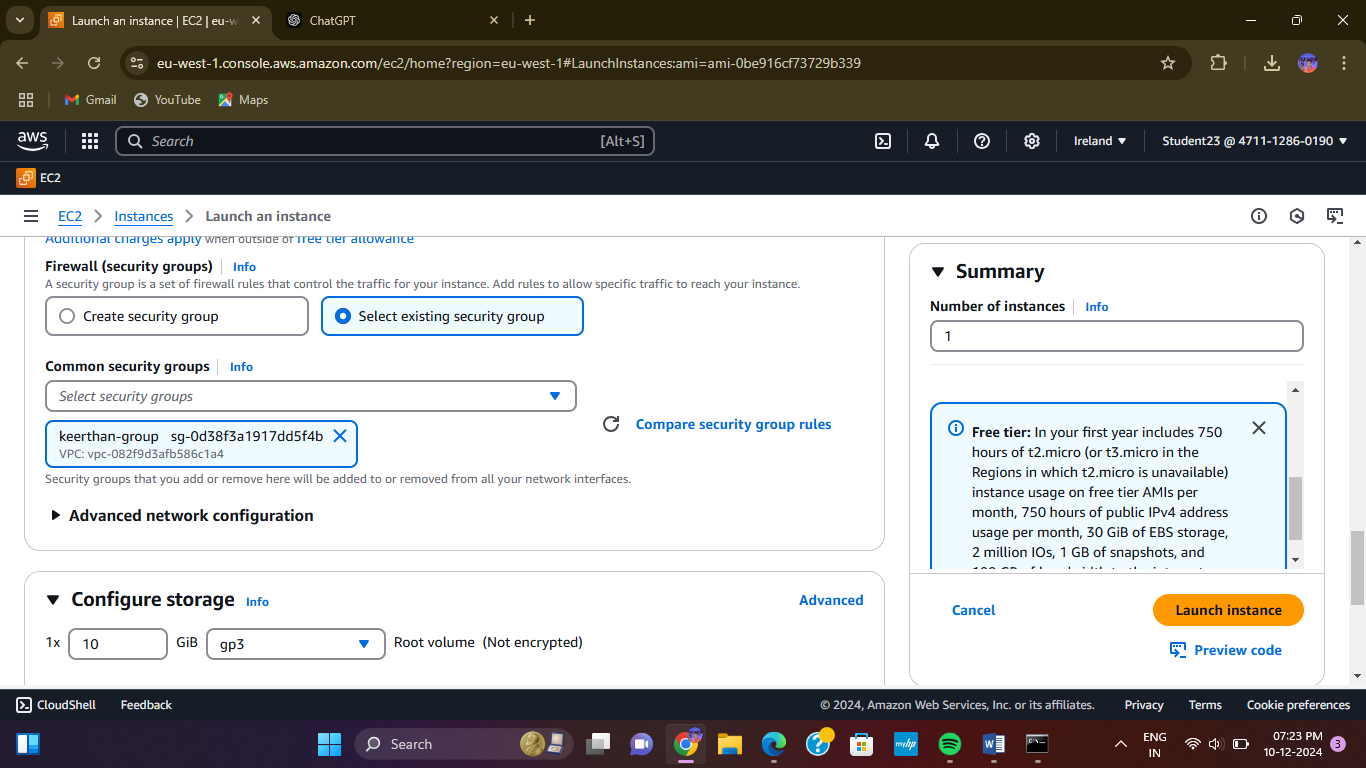 Launch an instance | EC2 | eu-w
ChatGPT
eu-west-1.console.aws.amazon.com/ec2/home?region=eu-west-1#LaunchInstances:ami=ami-0be916cf73729b339
Gmail
YouTube
Maps
aws
Search
[Alt+S]
Ireland
Student23 @ 4711-1286-0190
EC2
EC2
Instances
Launch an instance
Additional charges apply when outside of free tier allowance
Firewall (security groups)
Info
A security group is a set of firewall rules that control the traffic for your instance. Add rules to allow specific traffic to reach your instance.
Create security group
Select existing security group
Common security groups
Info
Select security groups
keerthan-group sg-0d38f3a1917dd5f4b
VPC: vpc-082f9d3afb586c1a4
Compare security group rules
Security groups that you add or remove here will be added to or removed from all your network interfaces.
Advanced network configuration
Configure storage
Info
Advanced
1x
10
GiB
gp3
Root volume (Not encrypted)
Summary
Number of instances
Info
1
Free tier: In your first year includes 750
hours of t2.micro (or t3.micro in the
Regions in which t2.micro is unavailable)
instance usage on free tier AMIs per
month, 750 hours of public IPv4 address
usage per month, 30 GiB of EBS storage,
2 million IOs, 1 GB of snapshots, and
Cancel
Launch instance
Preview code
CloudShell
Feedback
© 2024, Amazon Web Services, Inc. or its affiliates.
Privacy
Terms
Cookie preferences
Search
myhp
ENG
IN
07:23 PM
10-12-2024
3